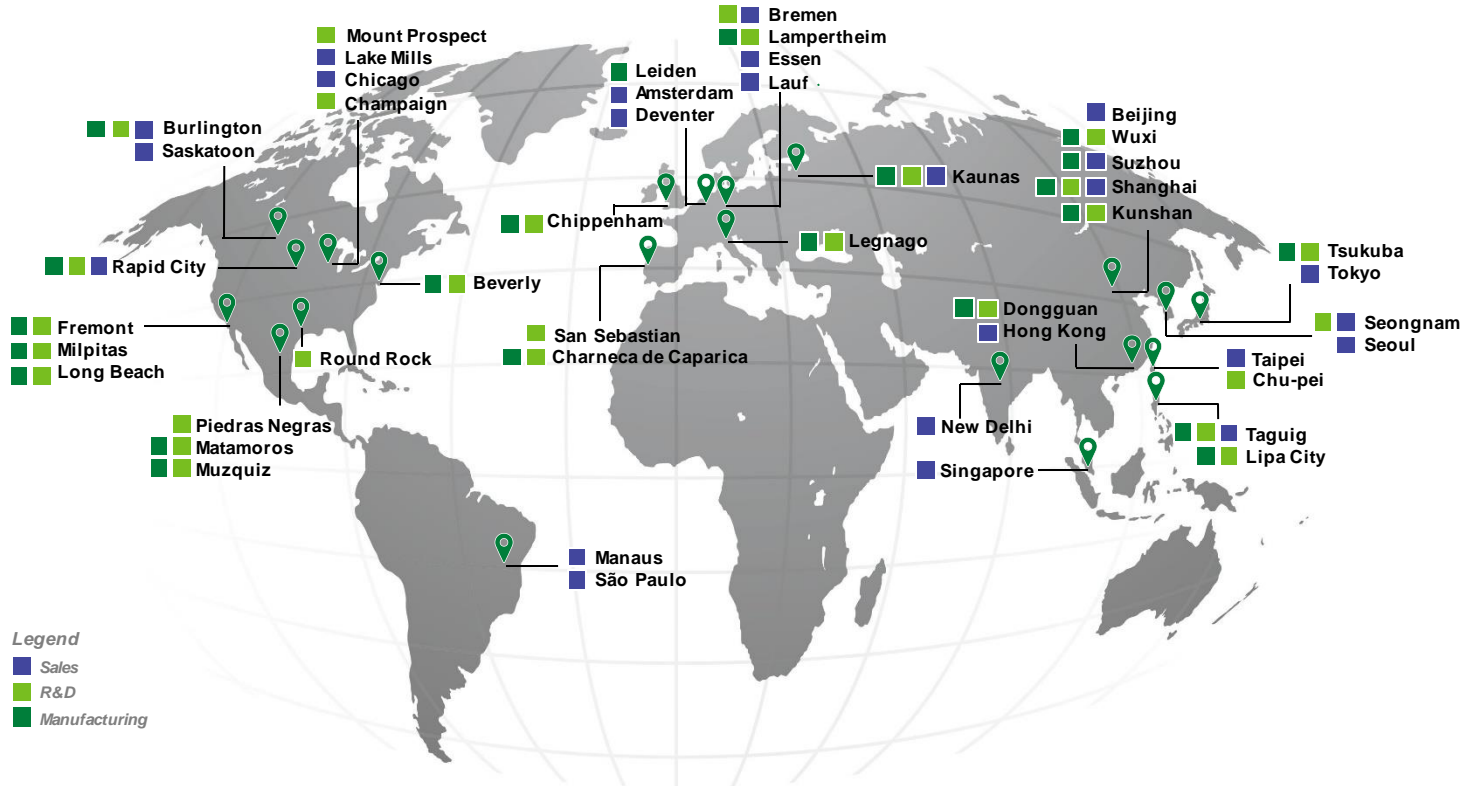 Mount Prospect
Lake Mills
Chicago
Champaign
Burlington
Saskatoon
Rapid City
Beverly
Fremont
Milpitas
Long Beach
Round Rock
Piedras Negras
Matamoros
Muzquiz
Manaus
São Paulo
Leiden
Amsterdam
Deventer
Bremen
Lampertheim
Essen
Lauf
Chippenham
Kaunas
Legnago
San Sebastian
Charneca de Caparica
Beijing
Wuxi
Suzhou
Shanghai
Kunshan
Tsukuba
Tokyo
Seongnam
Seoul
Dongguan
Hong Kong
Taipei
Chu-pei
New Delhi
Singapore
Taguig
Lipa City
Legend
Sales
R&D
Manufacturing